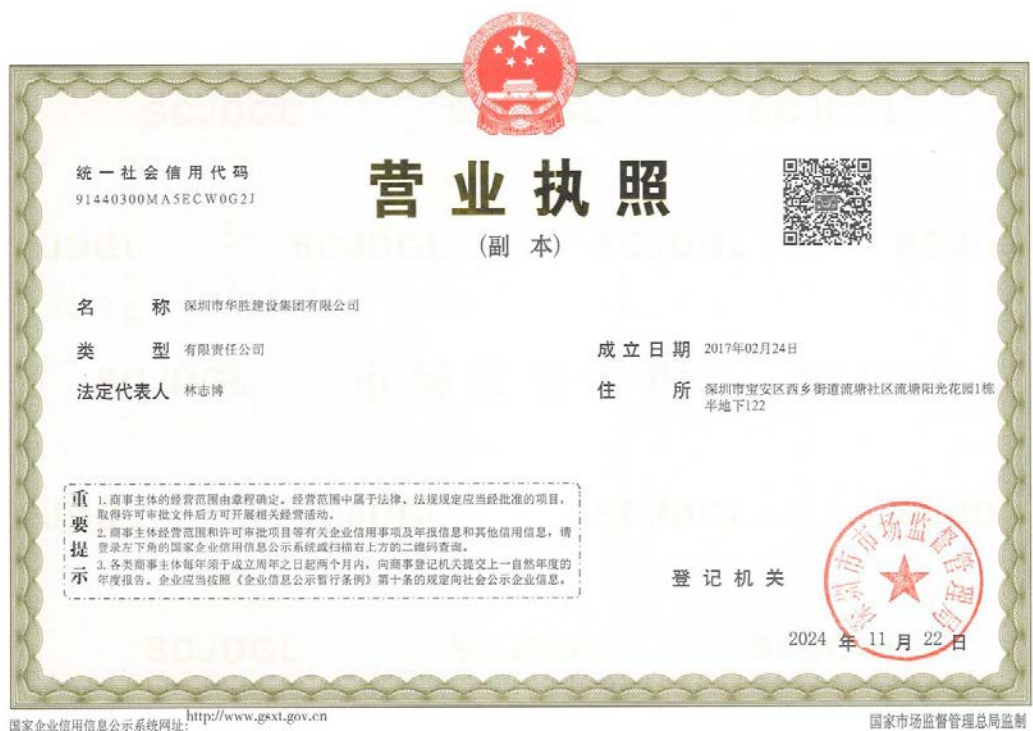 统一社会信用代码
91440300MA5ECW0G2J
营业执照
(副 本)
名 称 深圳市华胜建设集团有限公司
类 型 有限责任公司
法定代表人 林志博
成立日期 2017年02月24日
住 所 深圳市宝安区西乡街道流塘社区流塘阳光花园1栋
半地下122
重要提示
1. 商事主体的经营范围由章程确定。经营范围中属于法律、法规规定应当经批准的项目，
取得许可审批文件后方可开展相关经营活动。
2. 商事主体经营范围和许可审批项目等有关企业信用事项及年报信息和其他信用信息，请
登录左下角的国家企业信用信息公示系统或扫描右上方的二维码查询。
3. 各类商事主体每年须于成立周年之日起两个月内，向商事登记机关提交上一自然年度的
年度报告。企业应当按照《企业信息公示暂行条例》第十条的规定向社会公示企业信息。
登记机关
深圳市市场监督管理局
2024 年 11 月 22 日
国家企业信用信息公示系统网址: http://www.gsxt.gov.cn
国家市场监督管理总局监制
SCJDGL